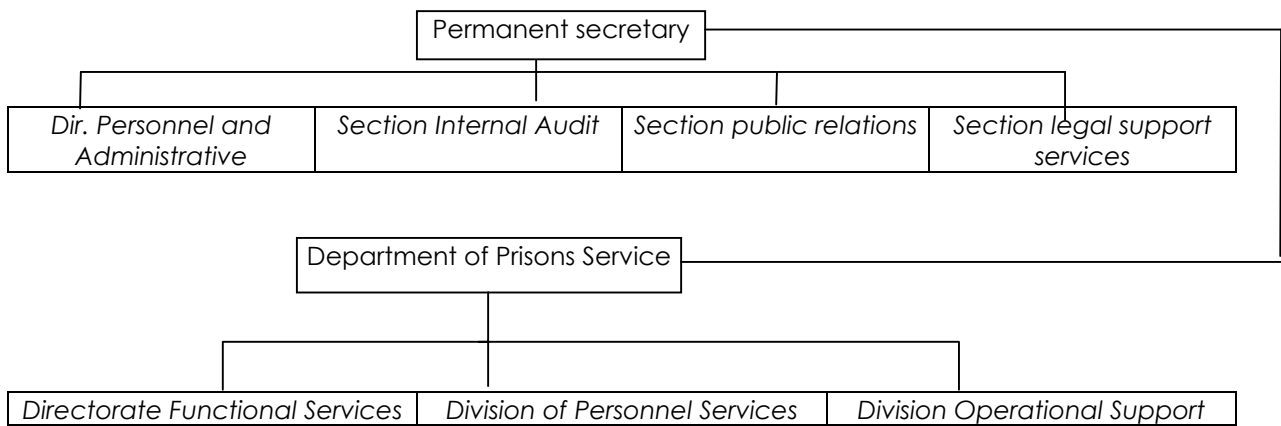 Permanent secretary
Dir. Personnel and
Administrative
Section Internal Audit
Section public relations
Section legal support
services
Department of Prisons Service
Directorate Functional Services
Division of Personnel Services
Division Operational Support